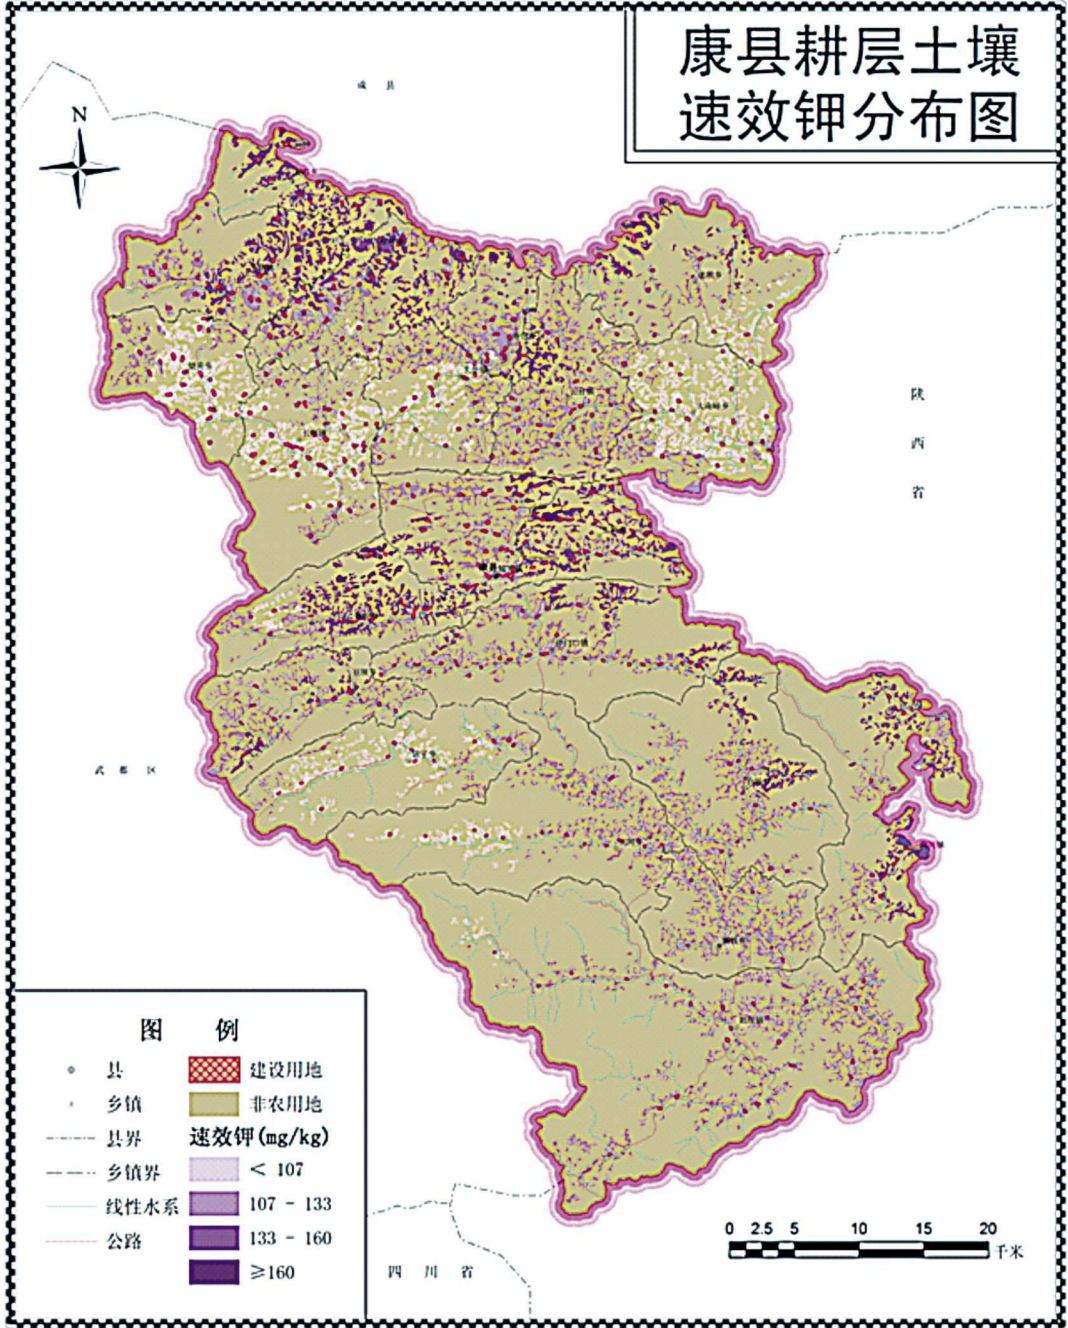 康县耕层土壤
速效钾分布图
成 县
N
陕
西
省
武 都 区
四 川 省
图 例
县
乡镇
县界
乡镇界
线性水系
公路
建设用地
非农用地
速效钾(mg/kg)
< 107
107 - 133
133 - 160
≥160
0 2.5 5 10 15 20
千米